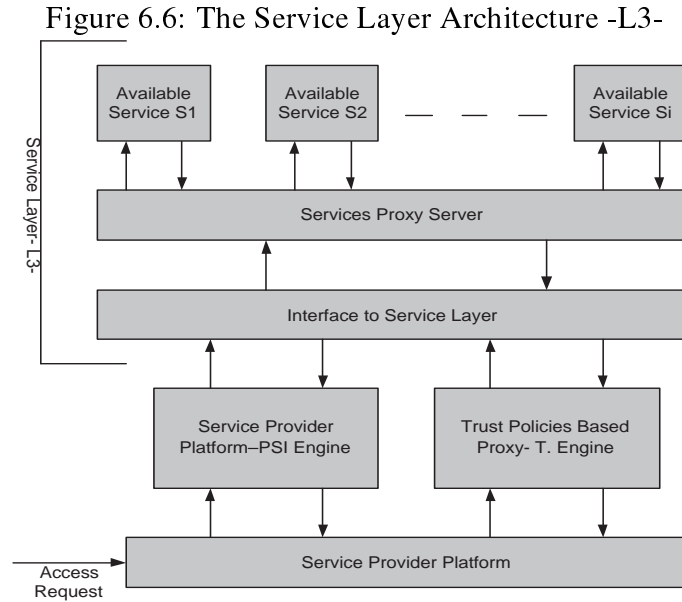 Figure 6.6: The Service Layer Architecture -L3-
Available
Service S1
Available
Service S2
Available
Service Si
Service Layer- L3-
Services Proxy Server
Interface to Service Layer
Service Provider
Platform–PSI Engine
Trust Policies Based
Proxy- T. Engine
Service Provider Platform
Access
Request